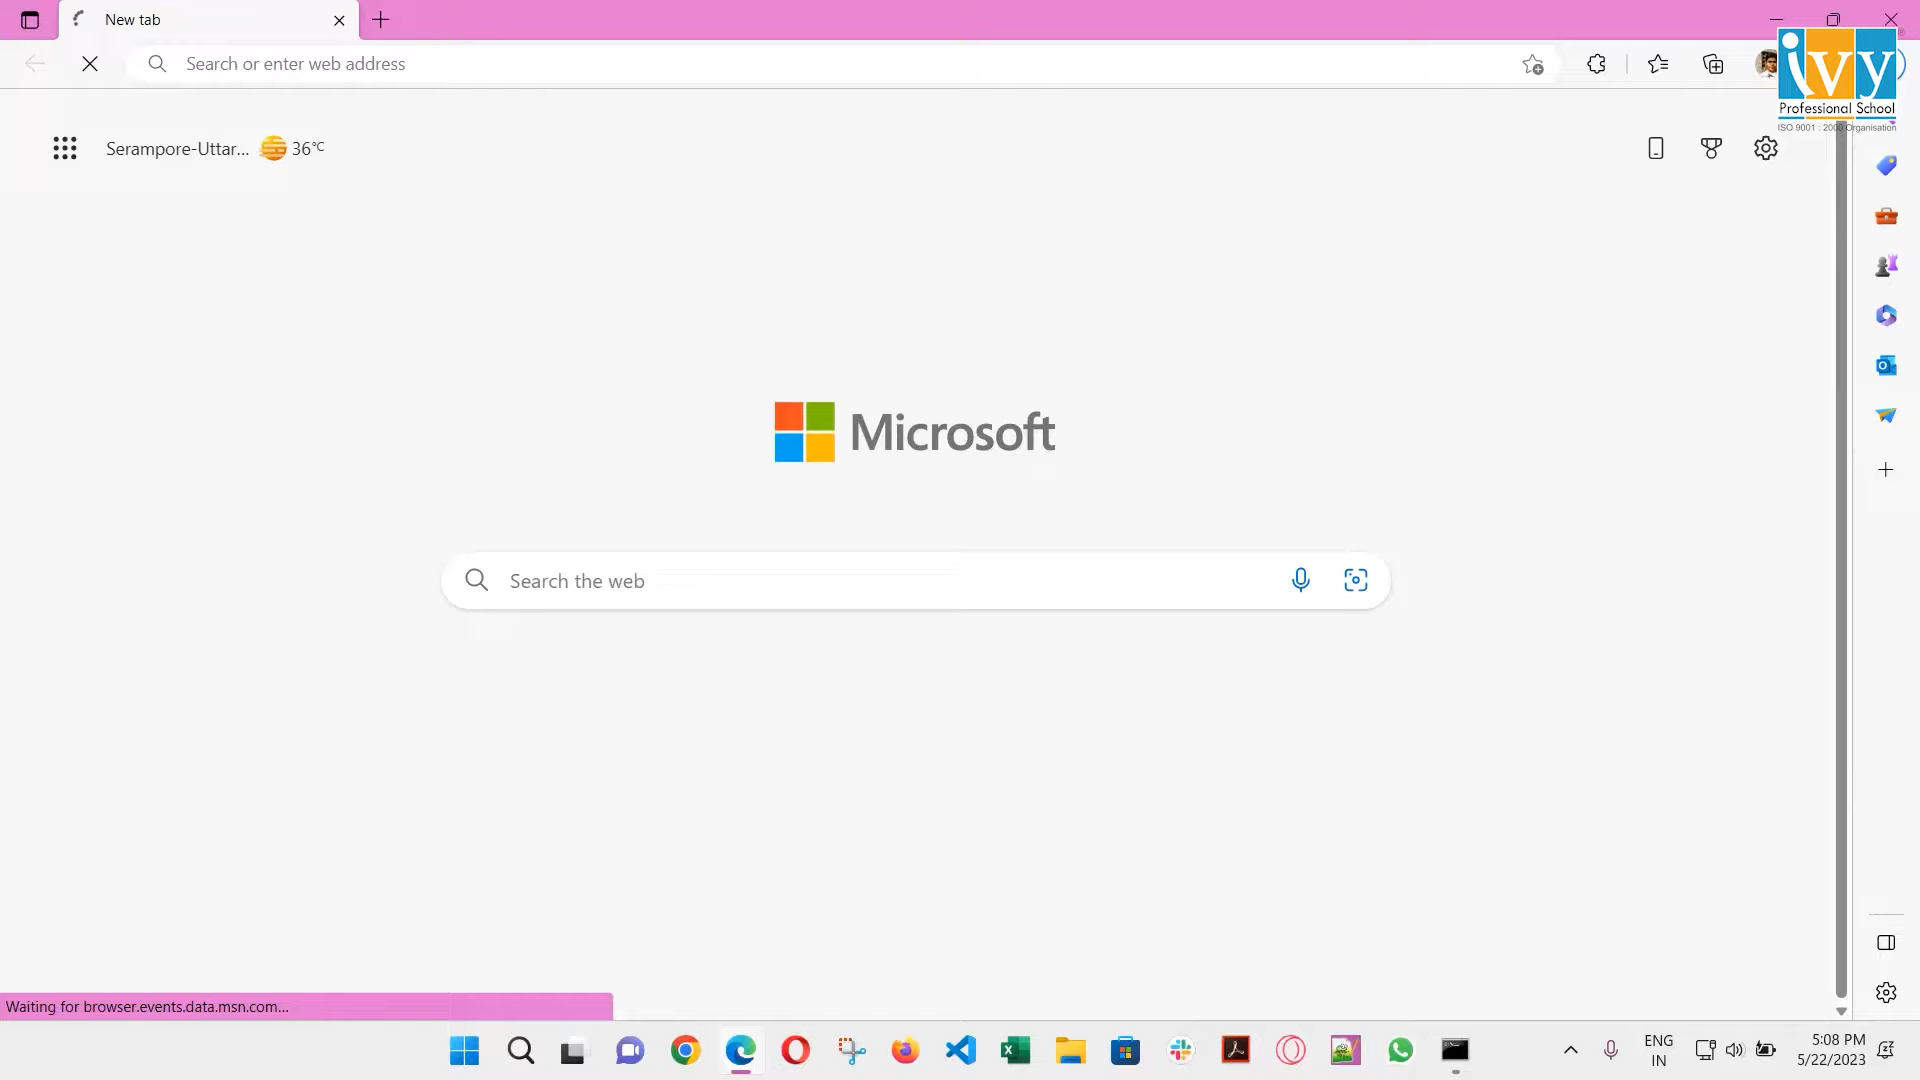 New tab
Search or enter web address
ivy
Professional School
ISO 9001 : 2000 Organisation
Serampore-Uttar... 36°C
Microsoft
Search the web
Waiting for browser.events.data.msn.com...
ENG
IN
5:08 PM
5/22/2023